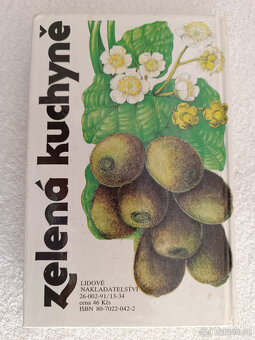 zelená kuchyně
LIDOVÉ
NAKLADATELSTVÍ
26-002-91/13-34
cena 46 Kčs
ISBN 80-7022-042-2